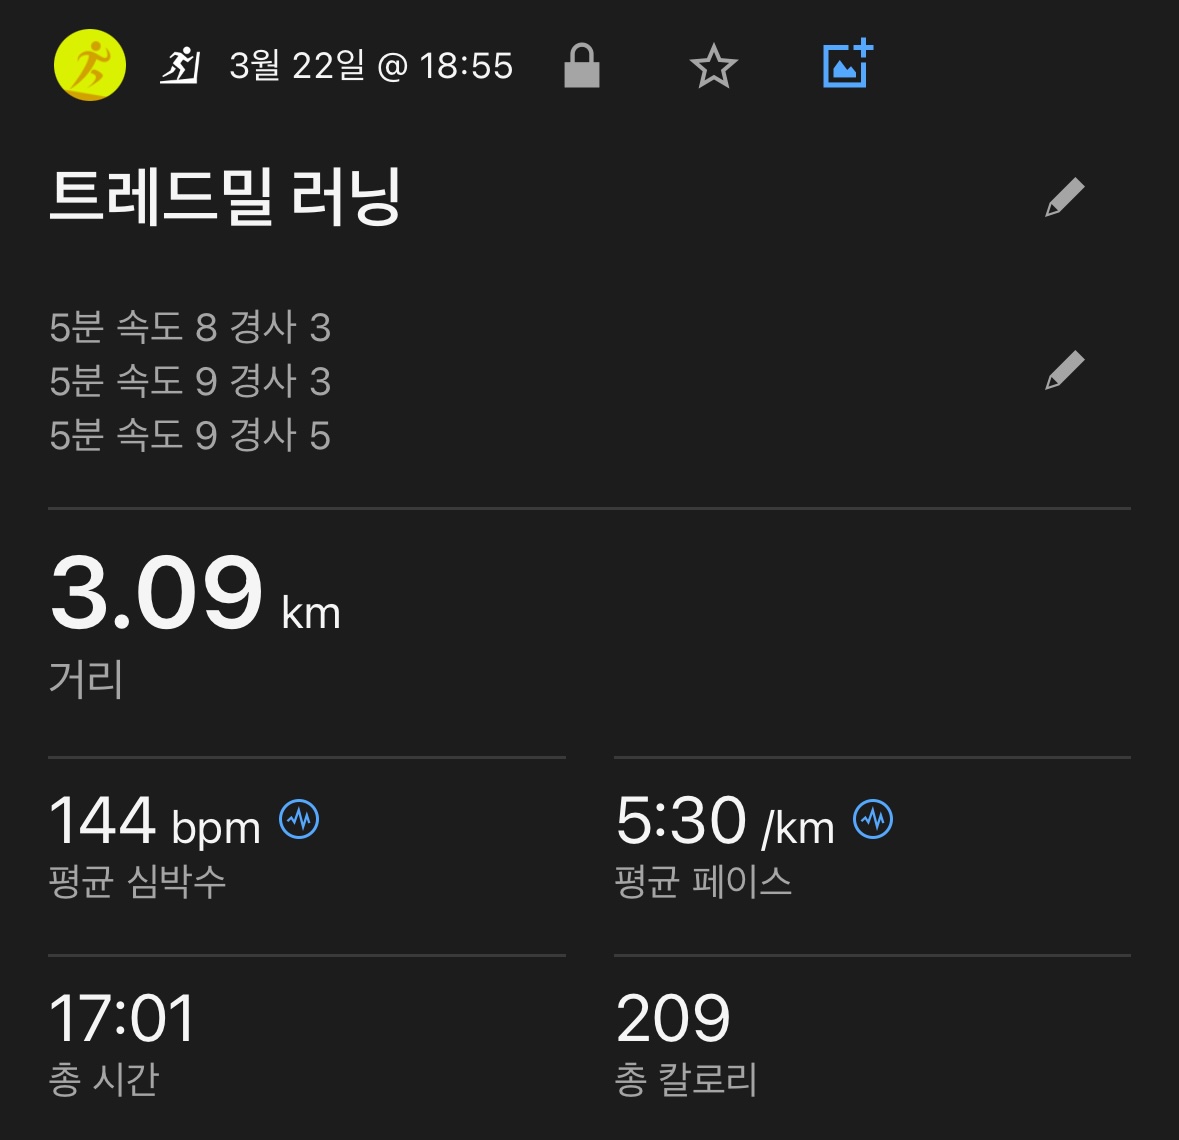 3월 22일 @ 18:55
트레드밀 러닝
5분 속도 8 경사 3
5분 속도 9 경사 3
5분 속도 9 경사 5
3.09 km
거리
144 bpm
평균 심박수
5:30 /km
평균 페이스
17:01
총 시간
209
총 칼로리